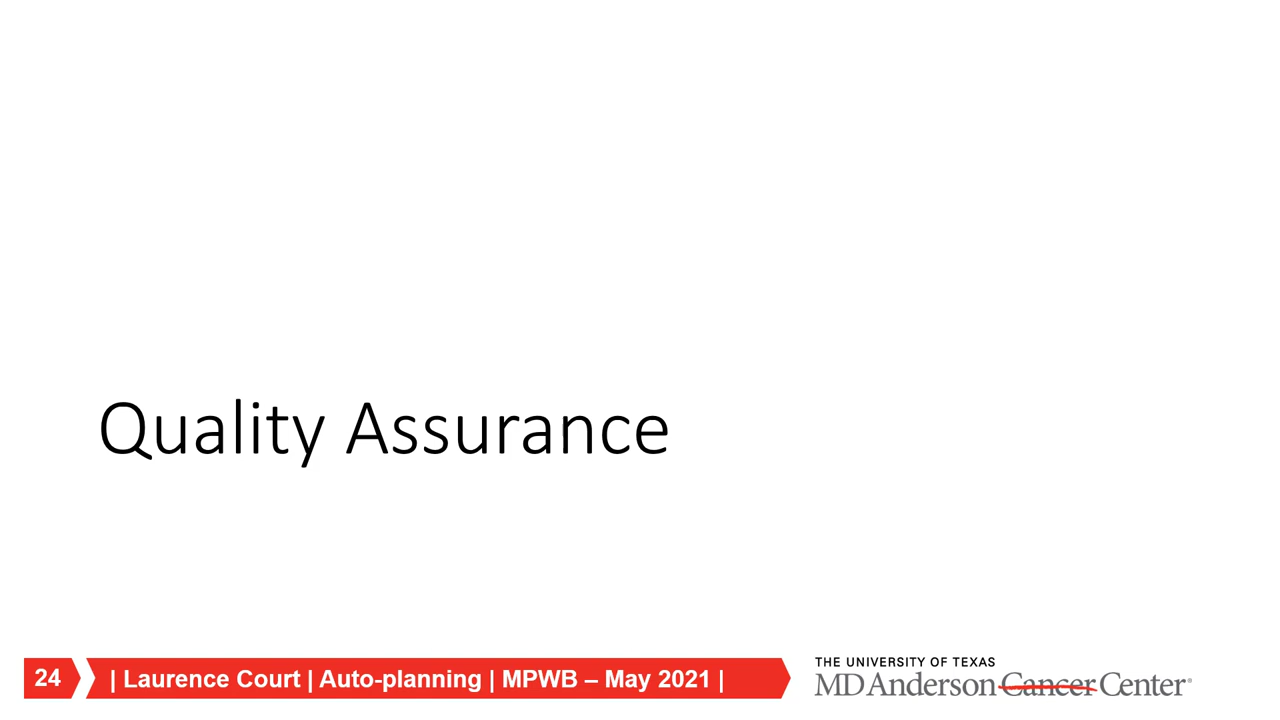 Quality Assurance
24
| Laurence Court | Auto-planning | MPWB – May 2021 |
THE UNIVERSITY OF TEXAS
MD Anderson Cancer Center®